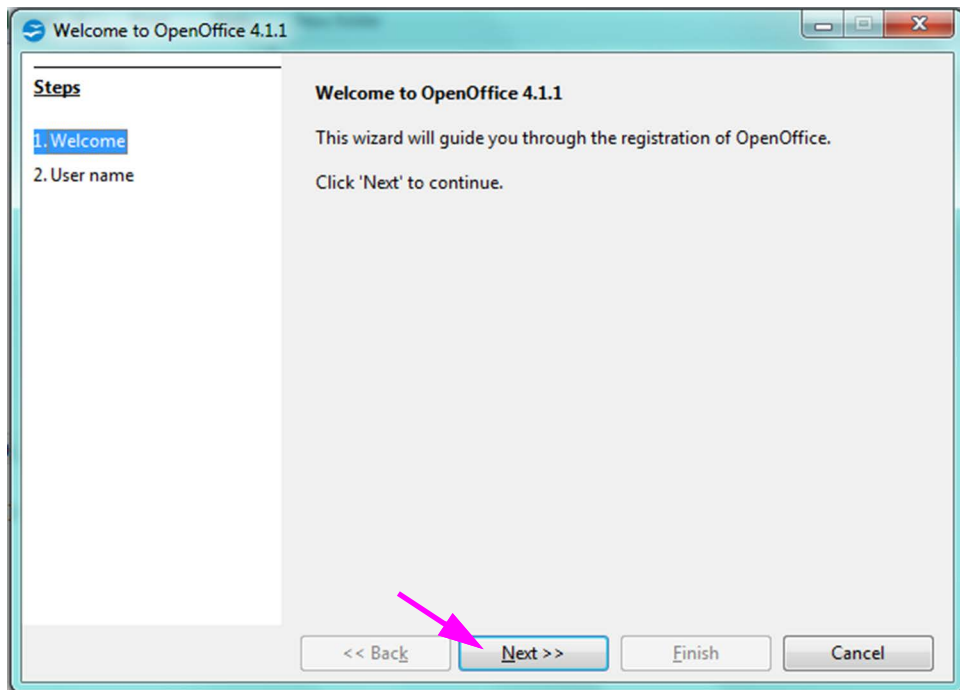 Welcome to OpenOffice 4.1.1
Steps
1. Welcome
2. User name
Welcome to OpenOffice 4.1.1
This wizard will guide you through the registration of OpenOffice.
Click 'Next' to continue.
<< Back Next >> Finish Cancel